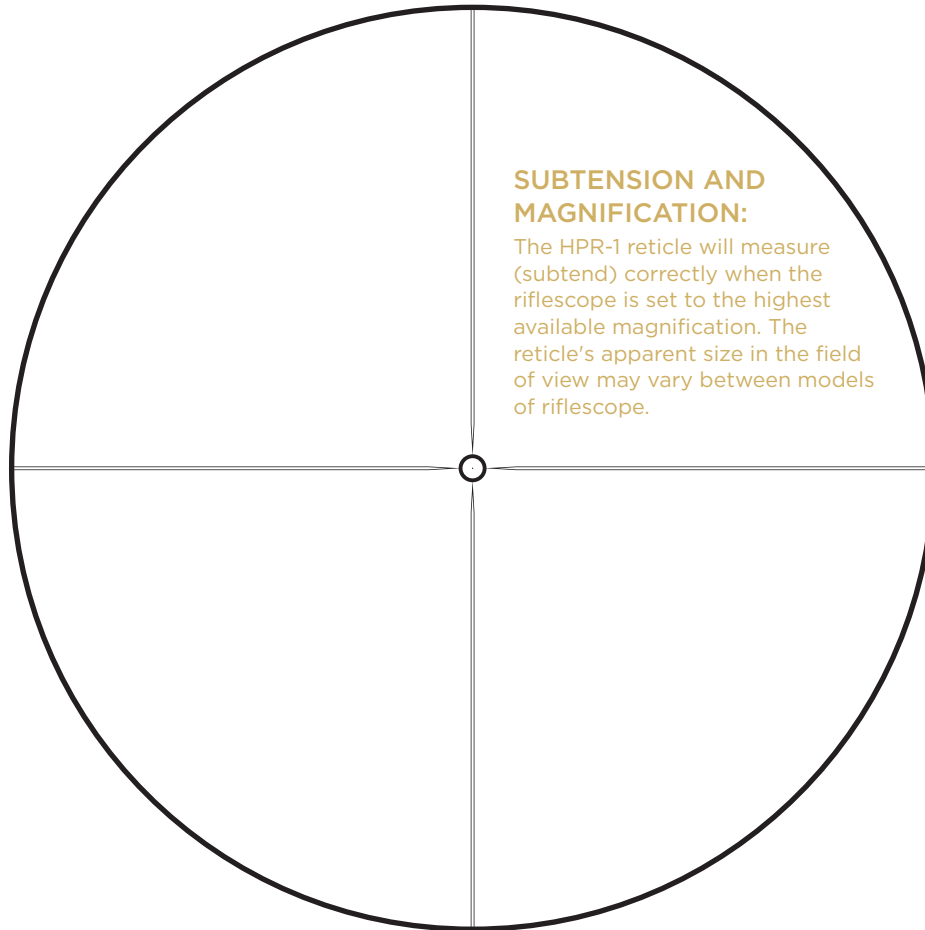 SUBTENSION AND
MAGNIFICATION:
The HPR-1 reticle will measure
(subtend) correctly when the
riflescope is set to the highest
available magnification. The
reticle's apparent size in the field
of view may vary between models
of riflescope.